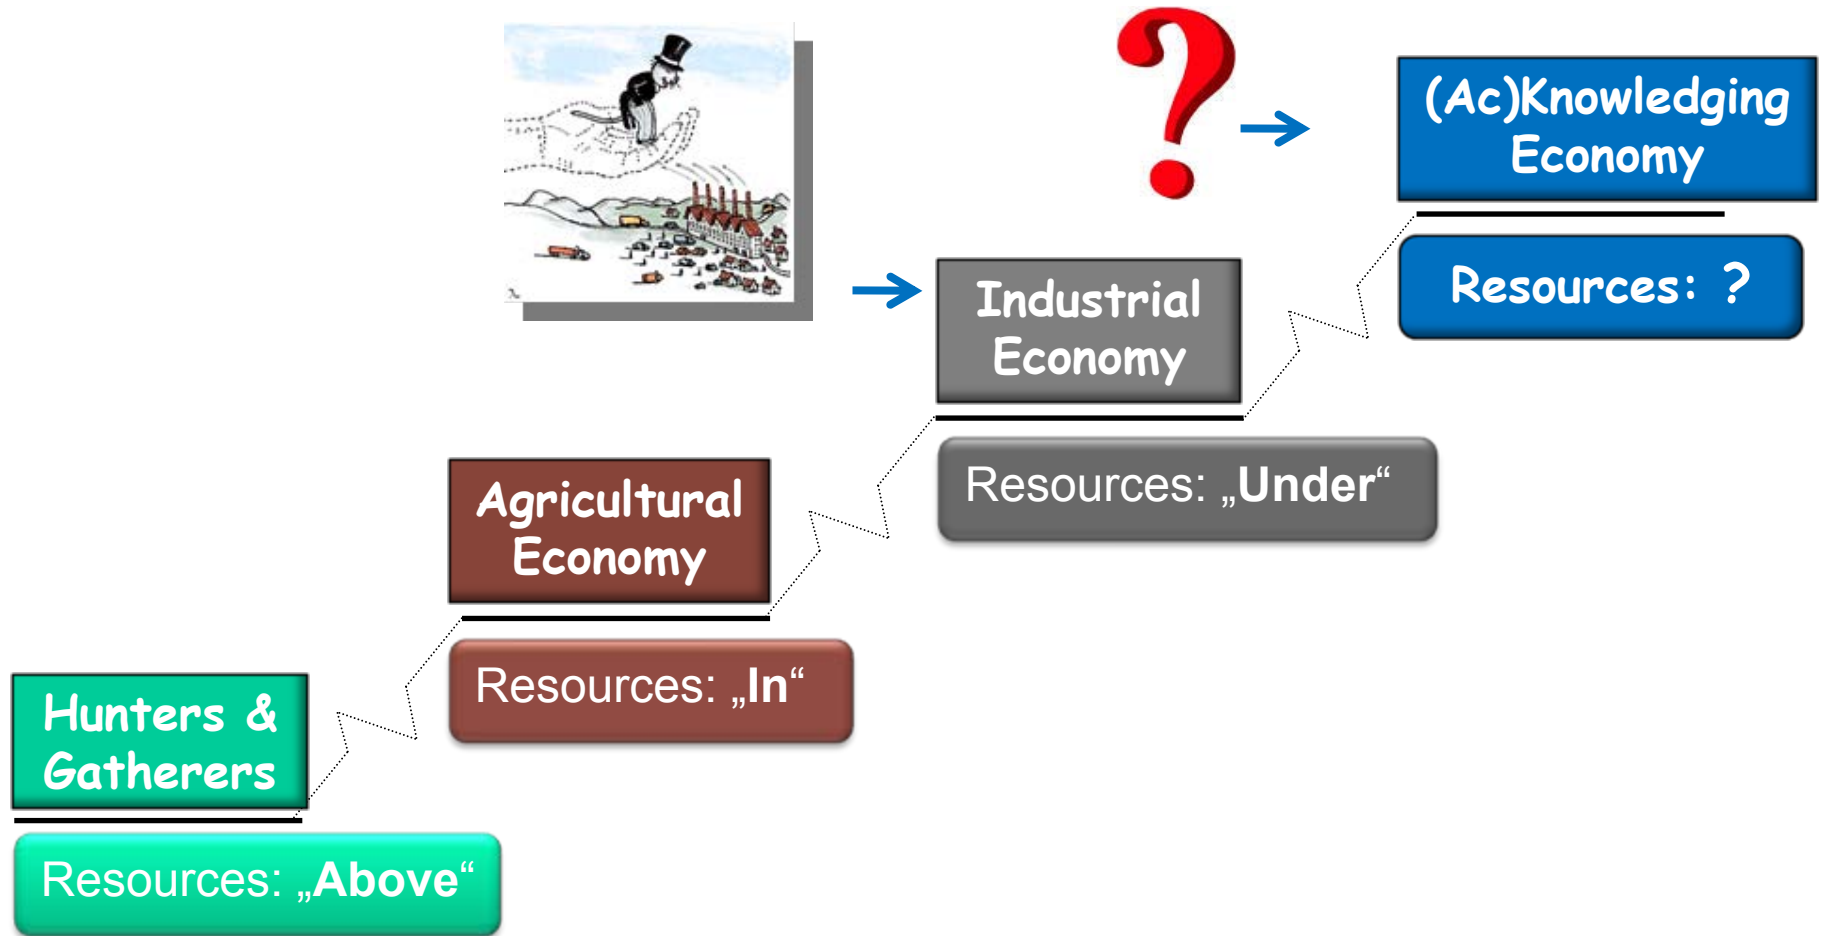 ?
(Ac)Knowledging
Economy
Resources: ?
Industrial
Economy
Resources: „Under“
Agricultural
Economy
Resources: „In“
Hunters &
Gatherers
Resources: „Above“